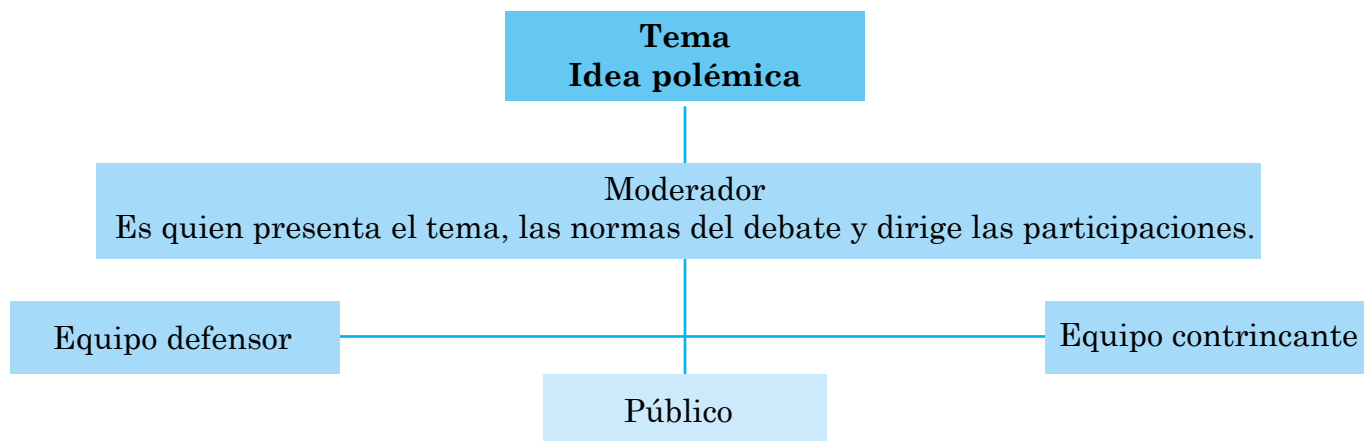 Tema
Idea polémica
Moderador
Es quien presenta el tema, las normas del debate y dirige las participaciones.
Equipo defensor
Equipo contrincante
Público